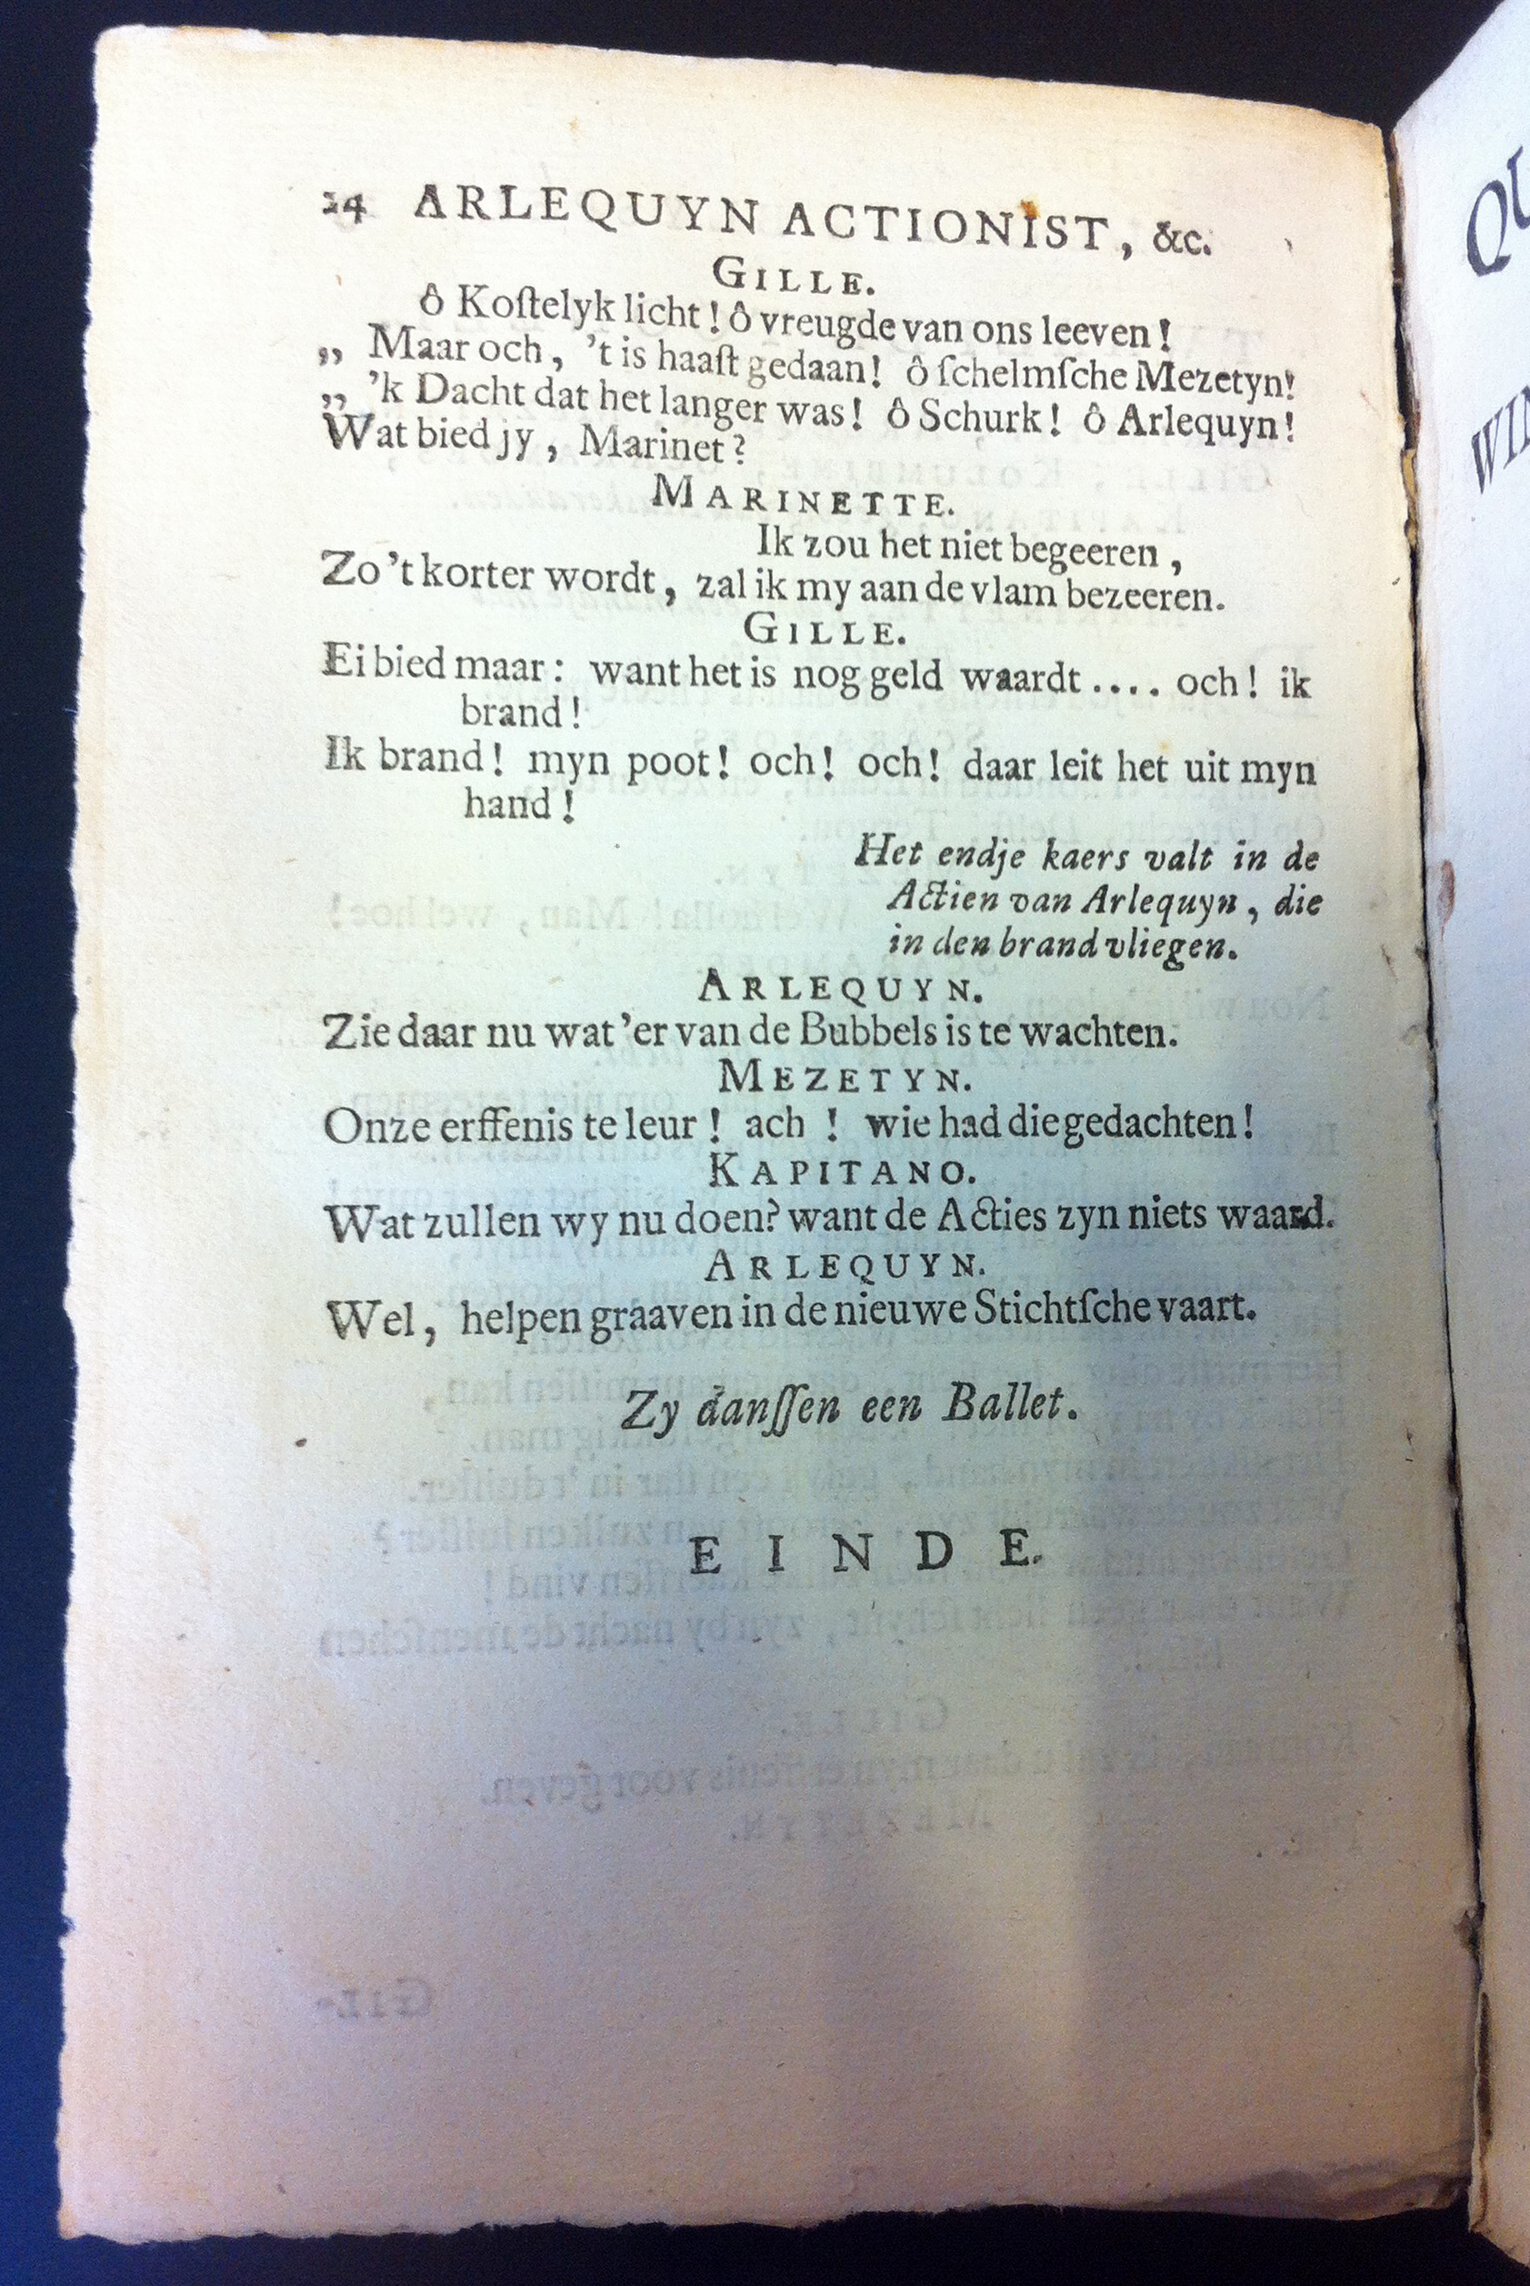 24 ARLEQUYN ACTIONIST, &c.
GILLE.
ô Koſtelyk licht! ô vreugde van ons leeven!
„ Maar och, 't is haaſt gedaan! ô ſchelmſche Mezetyn!
„ 'k Dacht dat het langer was! ô Schurk! ô Arlequyn!
Wat bied jy, Marinet?
MARINETTE.
Ik zou het niet begeeren,
Zo 't korter wordt, zal ik my aan de vlam bezeeren.
GILLE.
Ei bied maar: want het is nog geld waardt.... och! ik
brand!
Ik brand! myn poot! och! och! daar leit het uit myn
hand!
Het endje kaers valt in de
Actien van Arlequyn, die
in den brand vliegen.
ARLEQUYN.
Zie daar nu wat 'er van de Bubbels is te wachten.
MEZETYN.
Onze erffenis te leur! ach! wie had die gedachten!
KAPITANO.
Wat zullen wy nu doen? want de Acties zyn niets waard.
ARLEQUYN.
Wel, helpen graaven in de nieuwe Stichtſche vaart.
Zy danſſen een Ballet.
EINDE.
QU
WIN